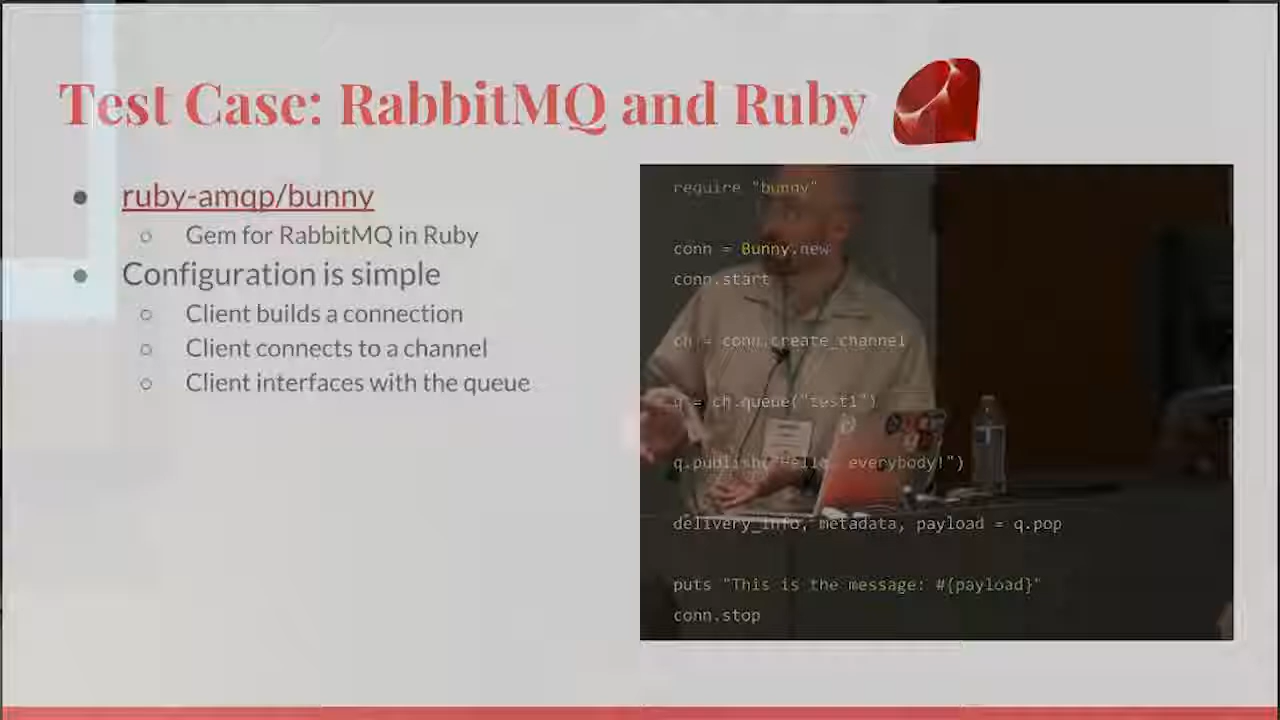 Test Case: RabbitMQ and Ruby
ruby-amqp/bunny
Gem for RabbitMQ in Ruby
Configuration is simple
Client builds a connection
Client connects to a channel
Client interfaces with the queue
require "bunny"
conn = Bunny.new
conn.start
ch = conn.create_channel
q = ch.queue("test1")
q.publish("Hello, everybody!")
delivery_info, metadata, payload = q.pop
puts "This is the message: #{payload}"
conn.stop